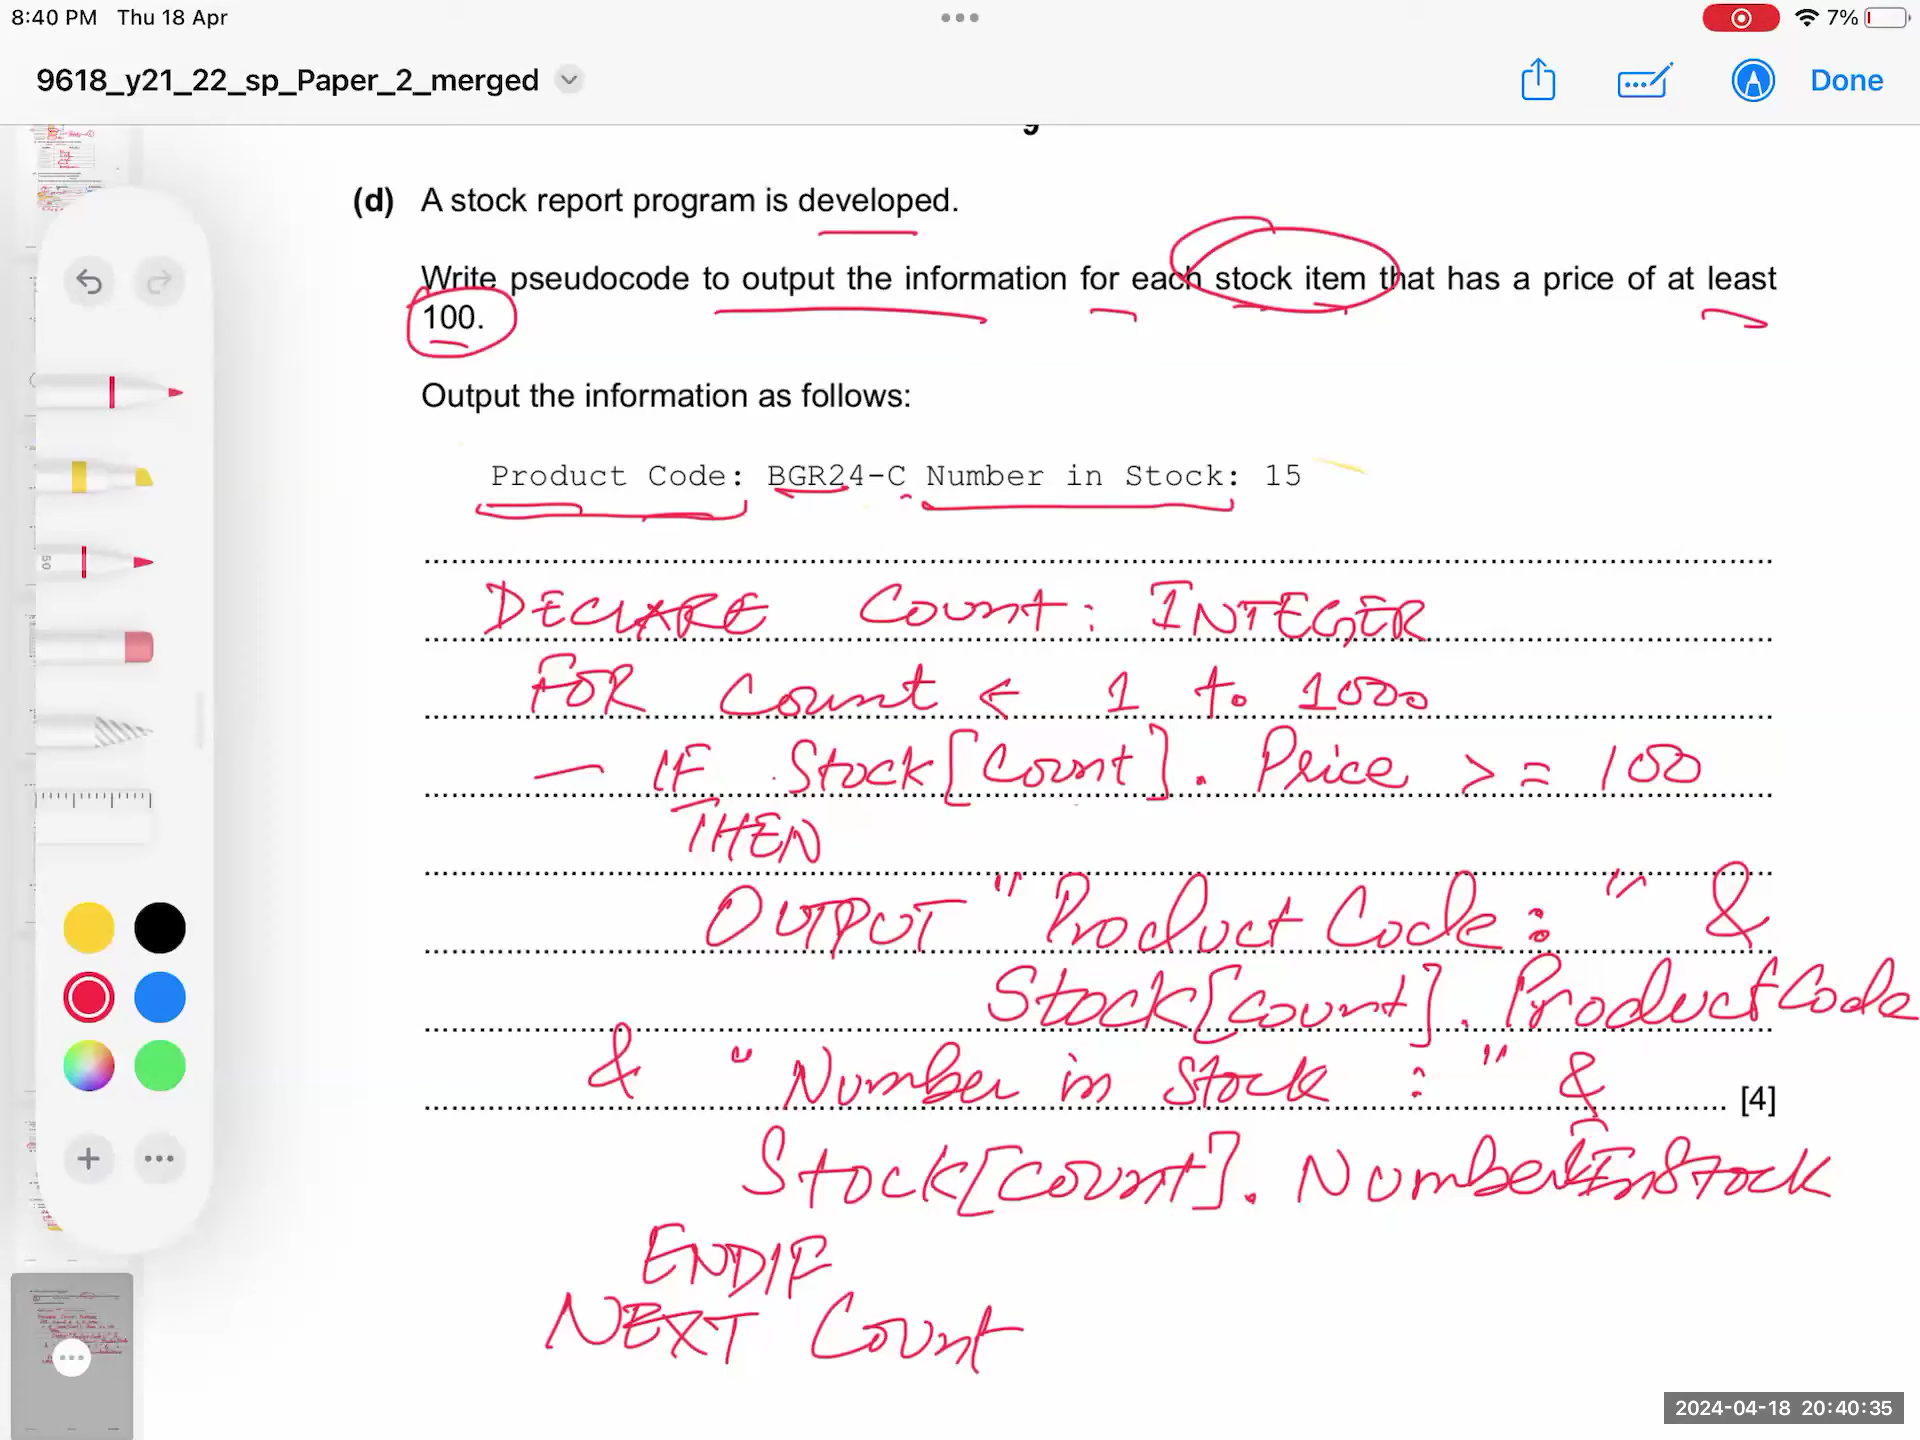 8:40 PM Thu 18 Apr
7%
9618_y21_22_sp_Paper_2_merged
Done
(d) A stock report program is developed.
Write pseudocode to output the information for each stock item that has a price of at least
100.
Output the information as follows:
Product Code: BGR24-C Number in Stock: 15
DECLARE Count : INTEGER
FOR Count ← 1 to 1000
— IF Stock[Count]. Price >= 100
THEN
OUTPUT "Product Code : " &
Stock[count]. ProductCode
& "Number in Stock : " &
[4]
Stock[count]. NumberInStock
ENDIF
NEXT Count
50
2024-04-18 20:40:35